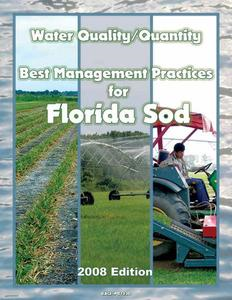 Water Quality/Quantity
Best Management Practices
for
Florida Sod
2008 Edition